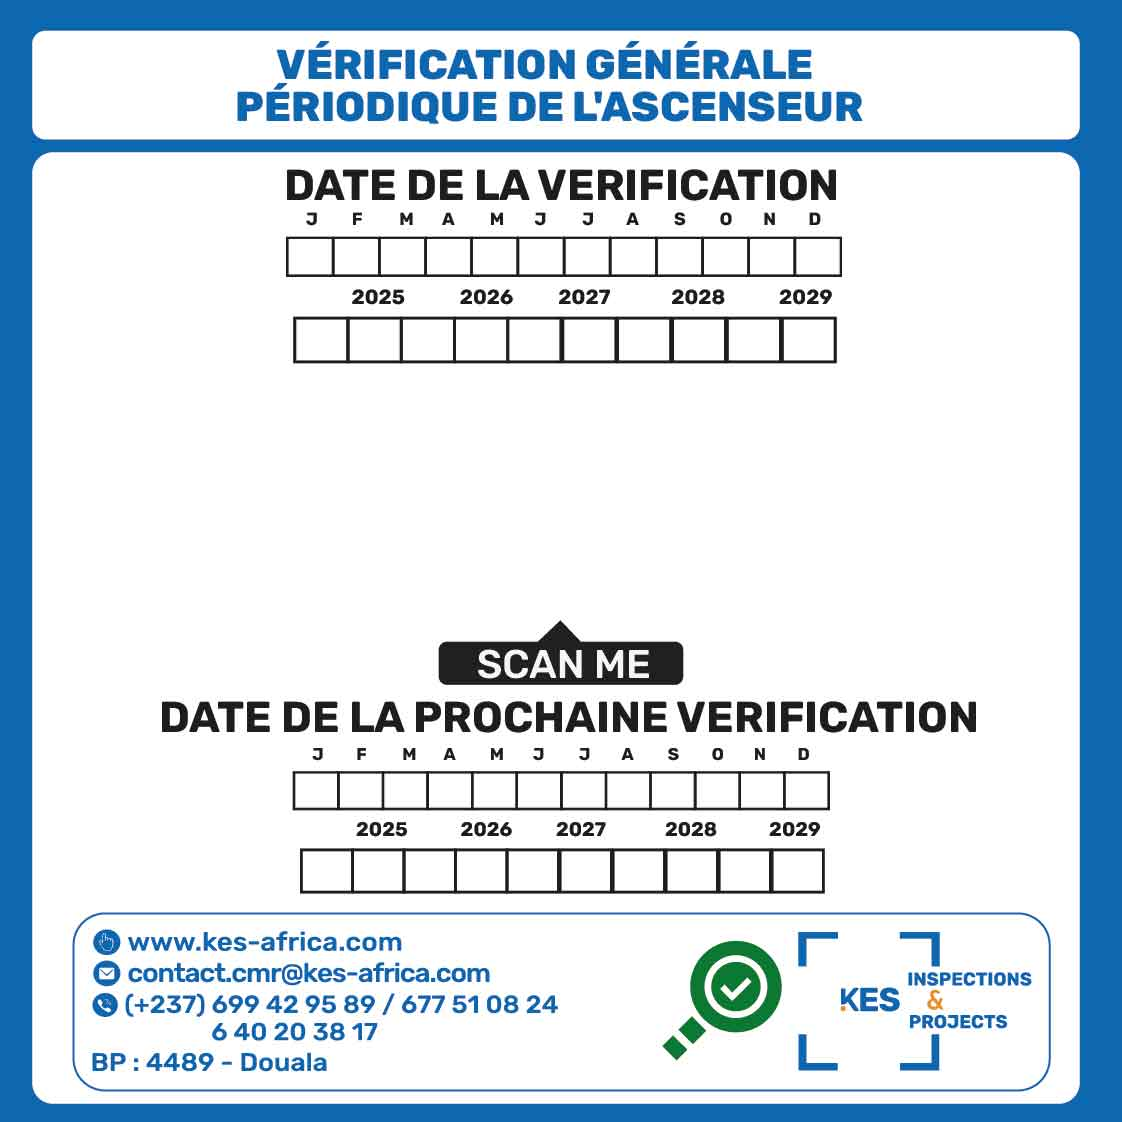 VÉRIFICATION GÉNÉRALE
PÉRIODIQUE DE L'ASCENSEUR
DATE DE LA VERIFICATION
J F M A M J J A S O N D
2025 2026 2027 2028 2029
SCAN ME
DATE DE LA PROCHAINE VERIFICATION
J F M A M J J A S O N D
2025 2026 2027 2028 2029
www.kes-africa.com
contact.cmr@kes-africa.com
(+237) 699 42 95 89 / 677 51 08 24
6 40 20 38 17
BP : 4489 - Douala
KES INSPECTIONS
&
PROJECTS